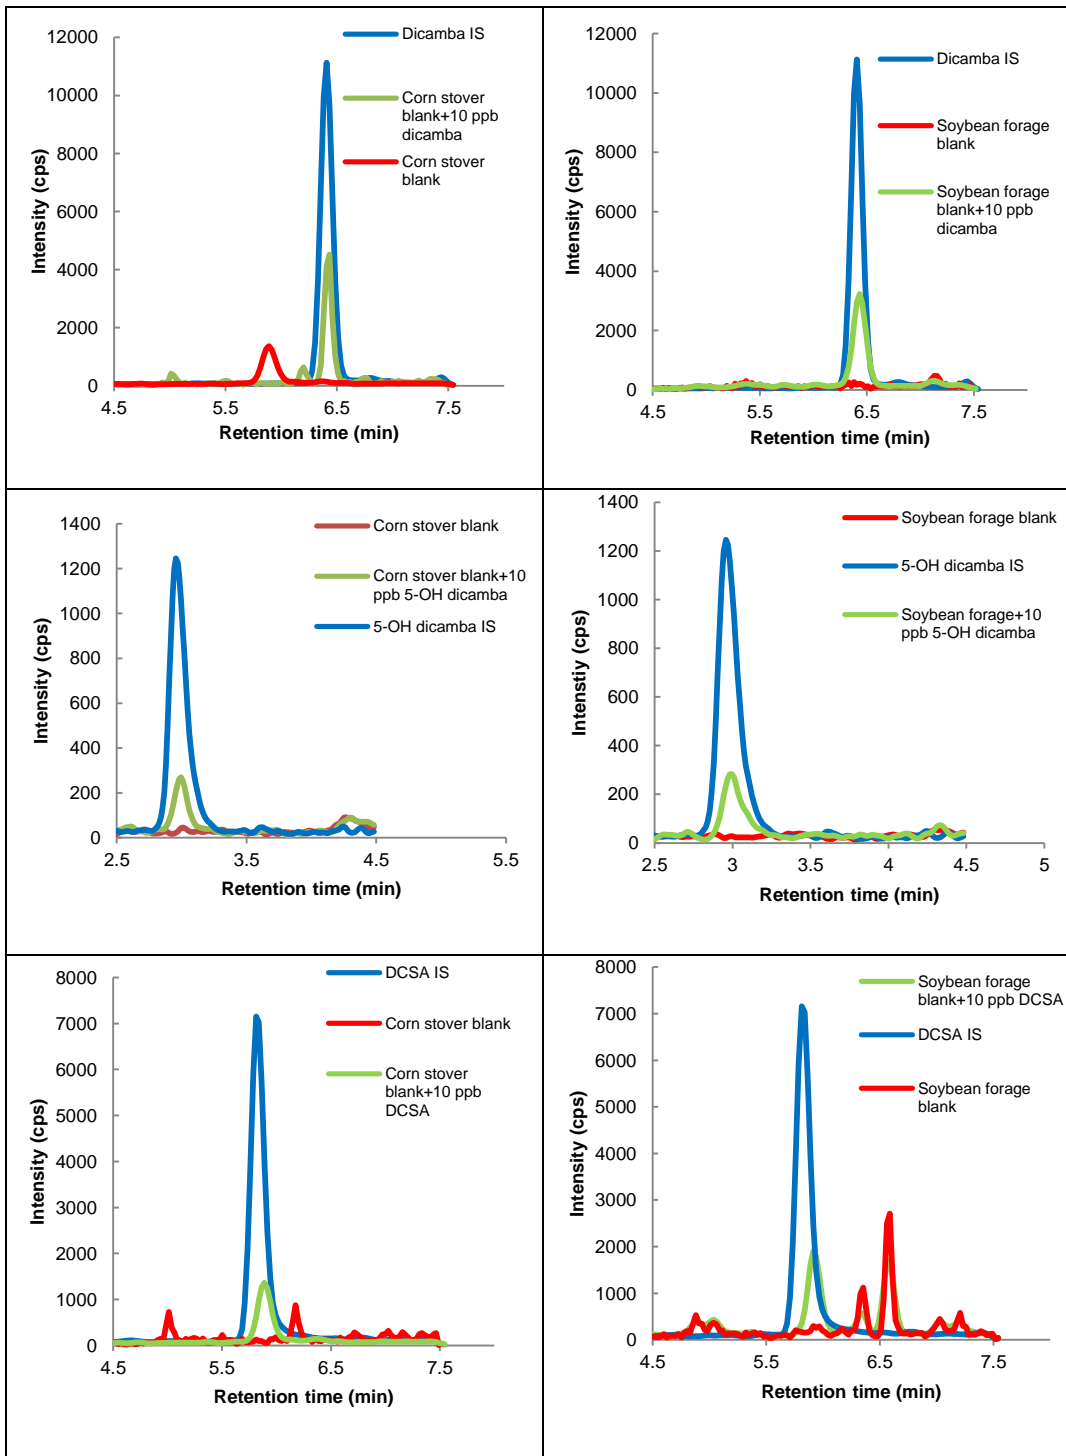 12000
10000
8000
6000
4000
2000
0
4.5 5.5 6.5 7.5
Intensity (cps)
Retention time (min)
Dicamba IS
Corn stover
blank+10 ppb
dicamba
Corn stover
blank
12000
10000
8000
6000
4000
2000
0
4.5 5.5 6.5 7.5
Intensity (cps)
Retention time (min)
Dicamba IS
Soybean forage
blank
Soybean forage
blank+10 ppb
dicamba
1400
1200
1000
800
600
400
200
0
2.5 3.5 4.5 5.5
Intensity (cps)
Retention time (min)
Corn stover blank
Corn stover blank+10
ppb 5-OH dicamba
5-OH dicamba IS
1400
1200
1000
800
600
400
200
0
2.5 3 3.5 4 4.5 5
Intenstiy (cps)
Retention time (min)
Soybean forage blank
5-OH dicamba IS
Soybean forage+10
ppb 5-OH dicamba
8000
7000
6000
5000
4000
3000
2000
1000
0
4.5 5.5 6.5 7.5
Intensity (cps)
Retention time (min)
DCSA IS
Corn stover blank
Corn stover
blank+10 ppb
DCSA
8000
7000
6000
5000
4000
3000
2000
1000
0
4.5 5.5 6.5 7.5
Intensity (cps)
Retention time (min)
Soybean forage
blank+10 ppb DCSA
DCSA IS
Soybean forage
blank